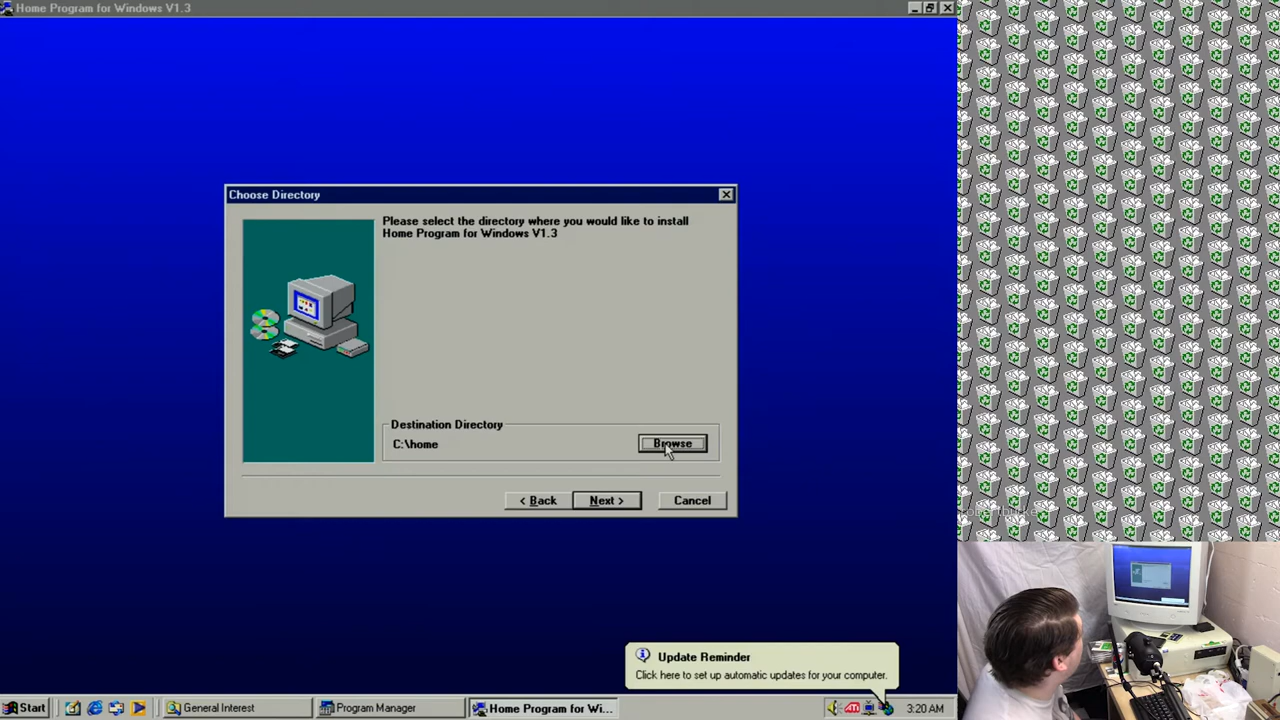 Home Program for Windows V1.3
Choose Directory
Please select the directory where you would like to install
Home Program for Windows V1.3
Destination Directory
C:\home
Browse
< Back
Next >
Cancel
Update Reminder
Click here to set up automatic updates for your computer.
Start
General Interest
Program Manager
Home Program for Wi...
ATI
3:20 AM